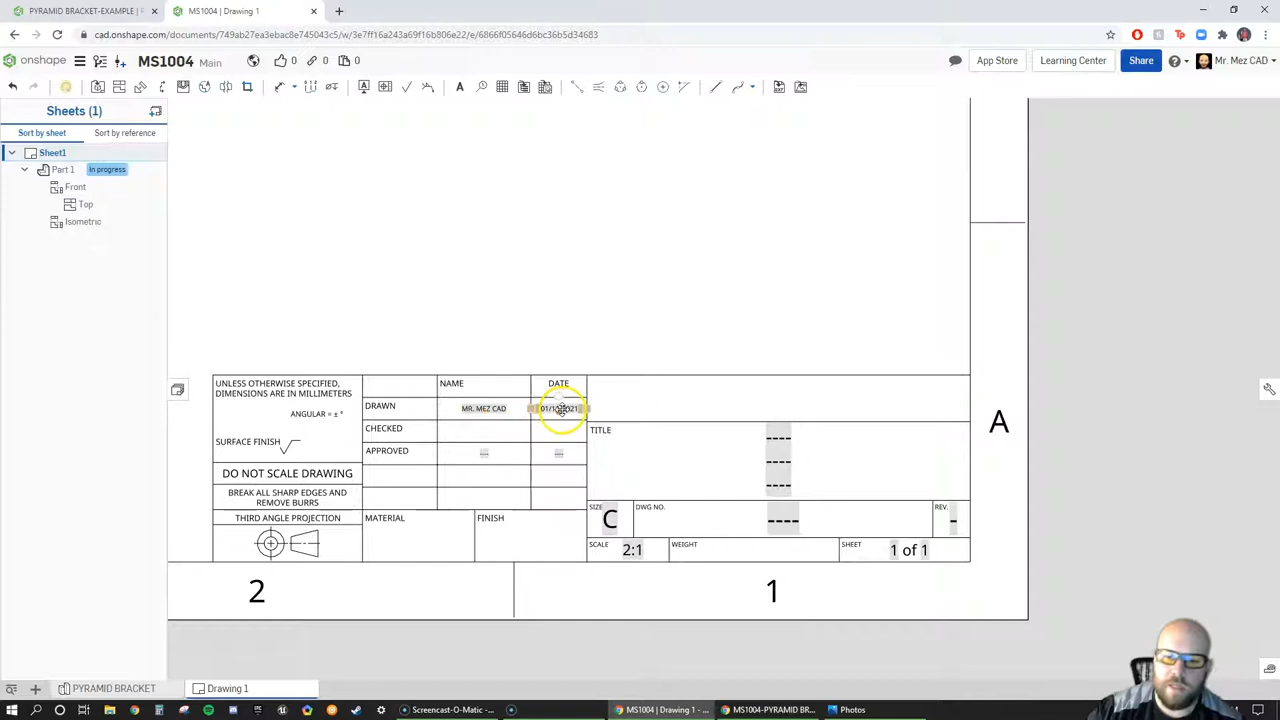 PYRAMID BRACKET-EXAMPLE |
MS1004 | Drawing 1
cad.onshape.com/documents/749ab27ea3ebac8e745043c5/w/3e7ff16a243a69f16b808dd5/e/6866f05646d6bc36b5d34683
onshape MS1004 Main 0 0 0 App Store Learning Center Share Mr. Mez CAD
Sheets (1)
Sort by sheet Sort by reference
Sheet1
Part 1 In progress
Front
Top
Isometric
UNLESS OTHERWISE SPECIFIED,
DIMENSIONS ARE IN MILLIMETERS
ANGULAR = ± °
SURFACE FINISH
DO NOT SCALE DRAWING
BREAK ALL SHARP EDGES AND
REMOVE BURRS
THIRD ANGLE PROJECTION
NAME DATE
DRAWN MR. MEZ CAD
CHECKED
APPROVED --- ---
MATERIAL FINISH
TITLE
----
----
----
SIZE C DWG NO. ---- REV. -
SCALE 2:1 WEIGHT SHEET 1 of 1
A
2 1
PYRAMID BRACKET Drawing 1
Screencast-O-Matic -... MS1004 | Drawing 1 - ... MS1004-PYRAMID BR... Photos